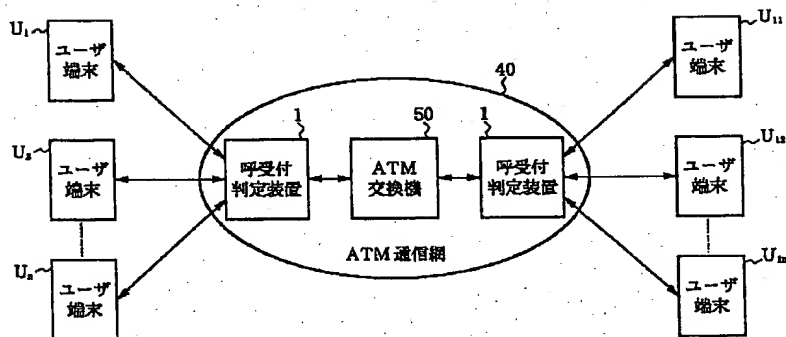 U₁
ユーザ
端末
U₂
ユーザ
端末
Uₙ
ユーザ
端末
40
1
呼受付
判定装置
50
ATM
交換機
1
呼受付
判定装置
ATM通信網
U₁₁
ユーザ
端末
U₁₂
ユーザ
端末
U₁ₙ
ユーザ
端末